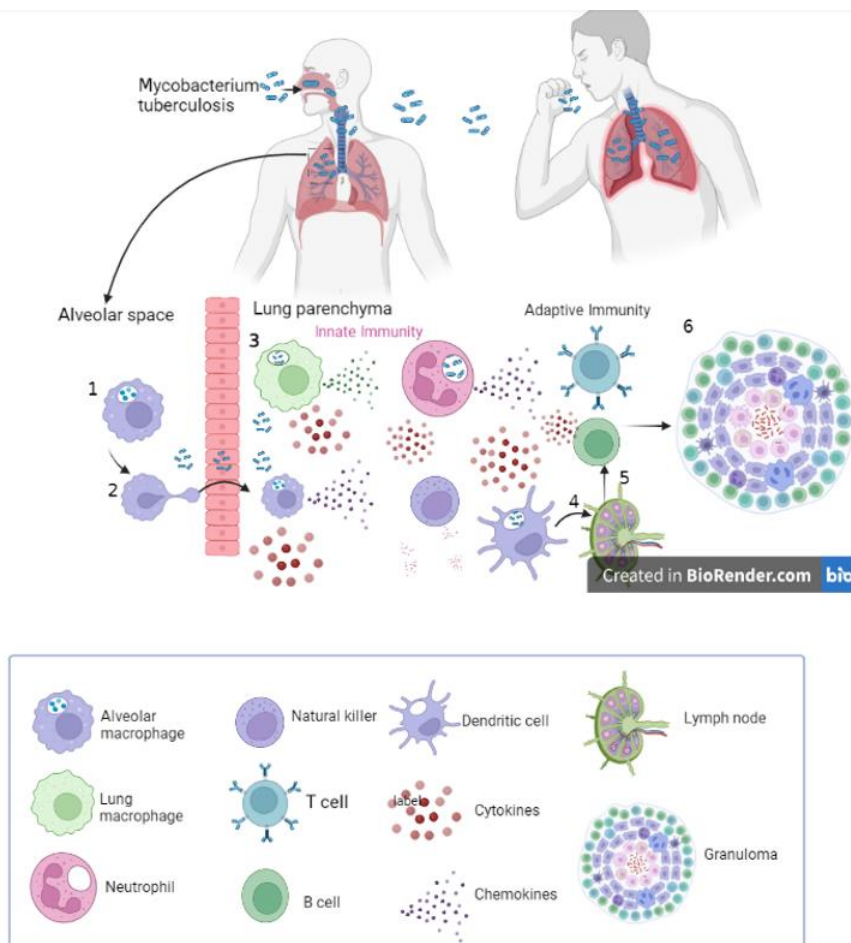 Mycobacterium
tuberculosis
Alveolar space
Lung parenchyma
Innate Immunity
Adaptive Immunity
1
2
3
4
5
6
Created in BioRender.com bio
Alveolar
macrophage
Natural killer
Dendritic cell
Lymph node
Lung
macrophage
T cell
label
Cytokines
Granuloma
Neutrophil
B cell
Chemokines